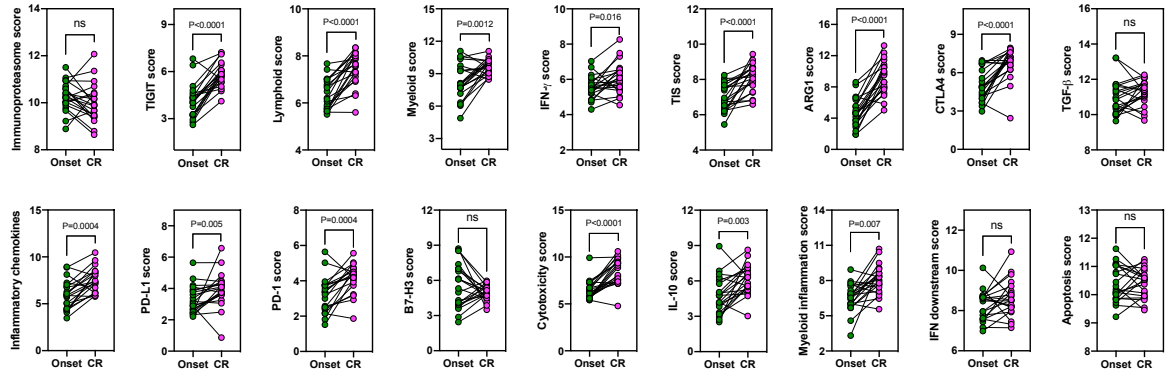 Immunoproteasome score
14
12
10
8
ns
Onset CR
TIGIT score
9
6
3
0
P<0.0001
Onset CR
Lymphoid score
10
8
6
4
P<0.0001
Onset CR
Myeloid score
15
12
9
6
3
P=0.0012
Onset CR
IFN-γ score
10
8
6
4
2
P=0.016
Onset CR
TIS score
12
10
8
6
4
P<0.0001
Onset CR
ARG1 score
16
12
8
4
0
P<0.0001
Onset CR
CTLA4 score
9
6
3
0
P<0.0001
Onset CR
TGF-β score
16
14
12
10
8
ns
Onset CR
Inflammatory chemokines
15
10
5
0
P=0.0004
Onset CR
PD-L1 score
9
6
3
0
P=0.005
Onset CR
PD-1 score
8
6
4
2
0
P=0.0004
Onset CR
B7-H3 score
12
9
6
3
0
ns
Onset CR
Cytotoxicity score
15
10
5
0
P<0.0001
Onset CR
IL-10 score
12
9
6
3
0
P=0.003
Onset CR
Myeloid inflammation score
14
11
8
5
2
P=0.007
Onset CR
IFN downstream score
12
10
8
6
ns
Onset CR
Apoptosis score
13
12
11
10
9
8
ns
Onset CR